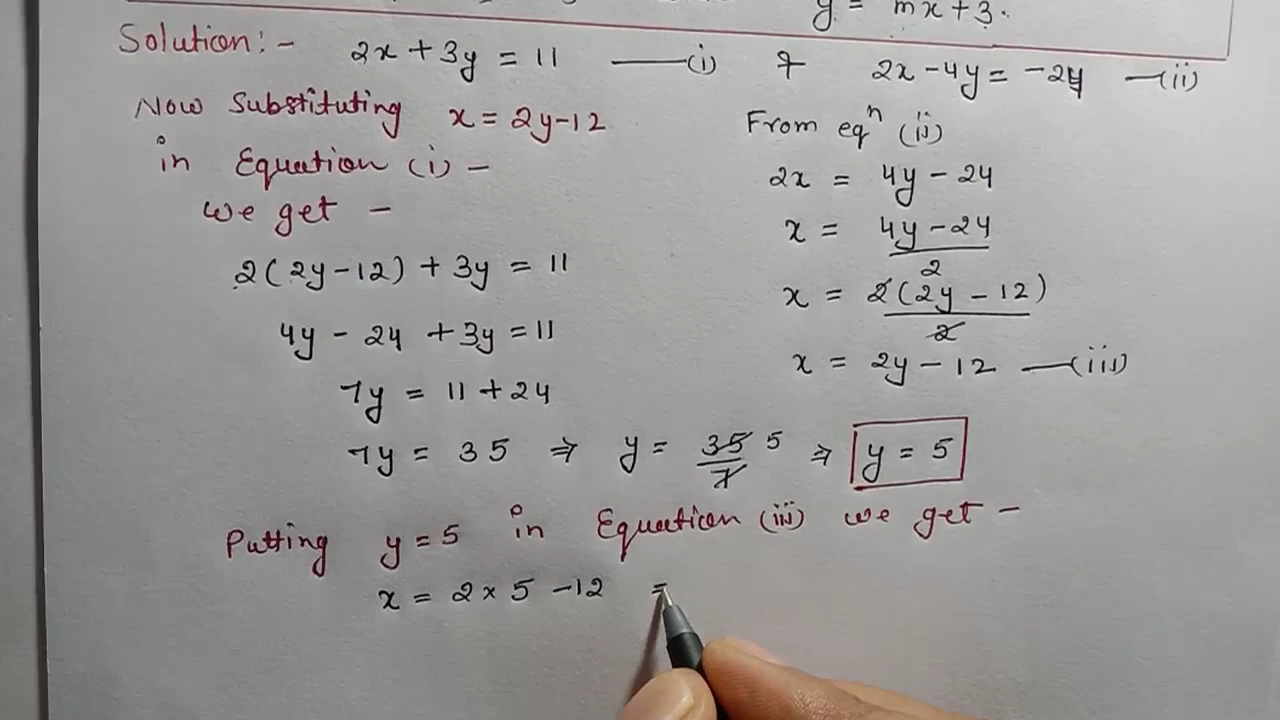 y = mx+3.
Solution:- 2x + 3y = 11 —(i) & 2x - 4y = -24 —(ii)
Now Substituting x = 2y-12
in Equation (i) -
We get -
2(2y-12) + 3y = 11
4y - 24 + 3y = 11
7y = 11 + 24
From eqⁿ (ii)
2x = 4y - 24
x = 4y - 24
2
x = 2(2y - 12)
2
x = 2y - 12 —(iii)
7y = 35 ⇒ y = 35 5 ⇒ y = 5
7
Putting y = 5 in Equation (iii) we get -
x = 2 × 5 - 12 =